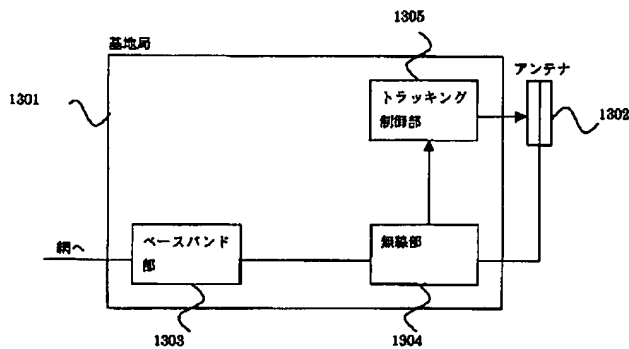 1305
基地局
アンテナ
1301
トラッキング
制御部
1302
網へ
ベースバンド
部
無線部
1303
1904